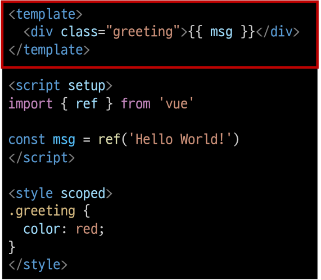 <template>
  <div class="greeting">{{ msg }}</div>
</template>

<script setup>
import { ref } from 'vue'

const msg = ref('Hello World!')
</script>

<style scoped>
.greeting {
  color: red;
}
</style>